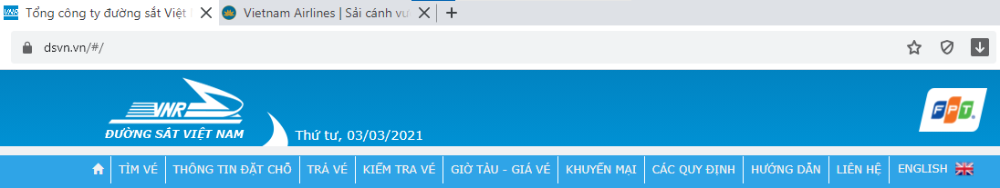 VNR Tổng công ty đường sắt Việt Vietnam Airlines | Sải cánh
dsvn.vn/#/
VNR
ĐƯỜNG SẮT VIỆT NAM
Thứ tư, 03/03/2021
FPT
TÌM VÉ THÔNG TIN ĐẶT CHỖ TRẢ VÉ KIỂM TRA VÉ GIỜ TÀU - GIÁ VÉ KHUYẾN MẠI CÁC QUY ĐỊNH HƯỚNG DẪN LIÊN HỆ ENGLISH